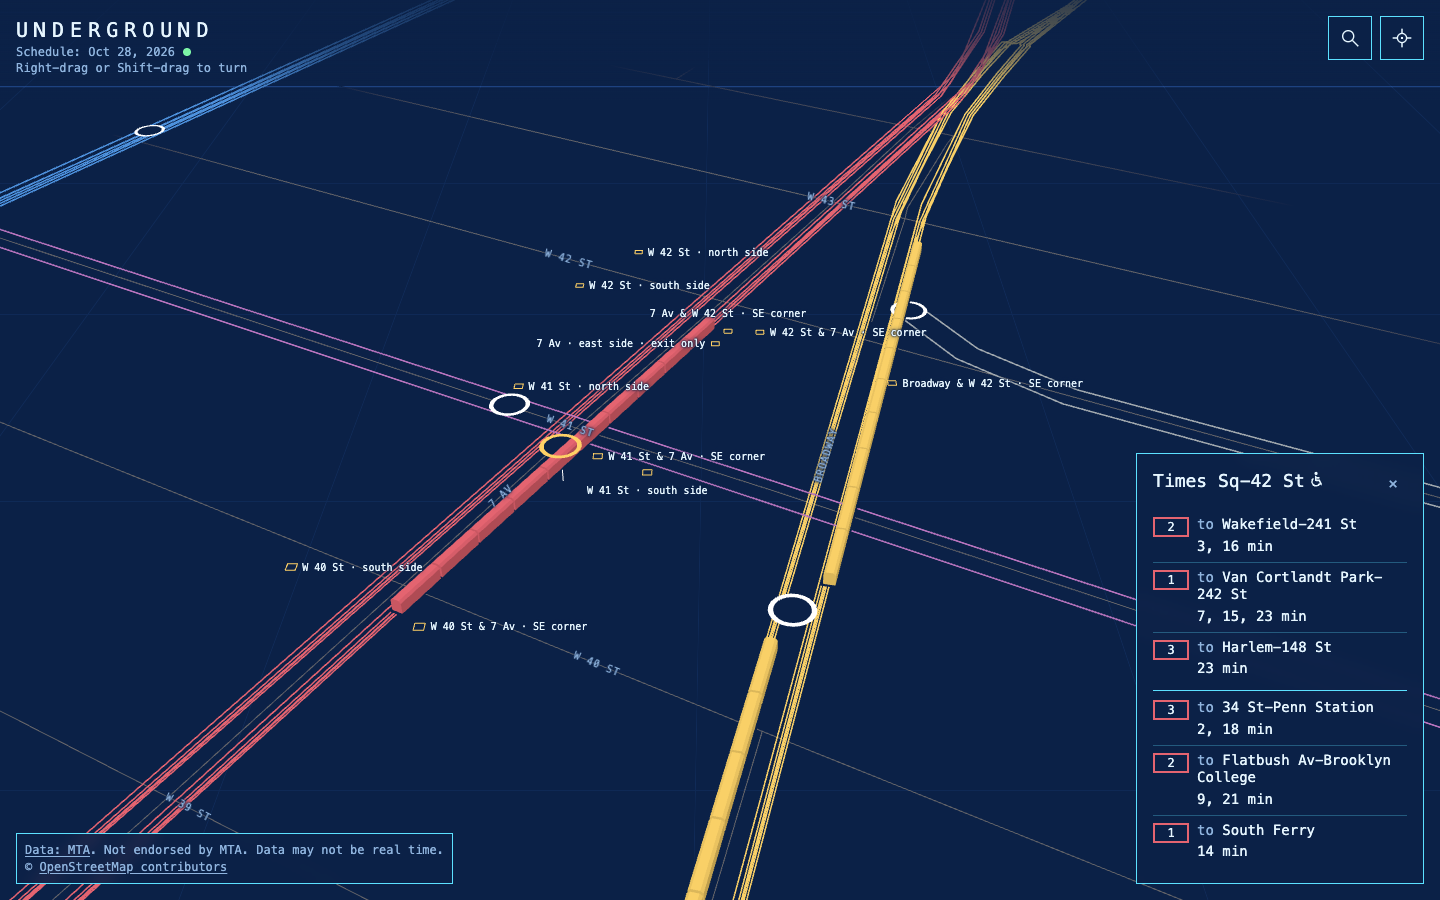 UNDERGROUND
Schedule: Oct 28, 2026
Right-drag or Shift-drag to turn
W 43 ST
W 42 ST
W 42 St · north side
W 42 St · south side
7 Av & W 42 St · SE corner
W 42 St & 7 Av · SE corner
7 Av · east side · exit only
W 41 St · north side
Broadway & W 42 St · SE corner
W 41 ST
W 41 St & 7 Av · SE corner
BROADWAY
W 41 St · south side
7 AV
W 40 St · south side
W 40 St & 7 Av · SE corner
W 40 ST
W 39 ST
Times Sq–42 St
×
2 to Wakefield–241 St
3, 16 min
1 to Van Cortlandt Park–
242 St
7, 15, 23 min
3 to Harlem–148 St
23 min
3 to 34 St–Penn Station
2, 18 min
2 to Flatbush Av–Brooklyn
College
9, 21 min
1 to South Ferry
14 min
Data: MTA. Not endorsed by MTA. Data may not be real time.
© OpenStreetMap contributors